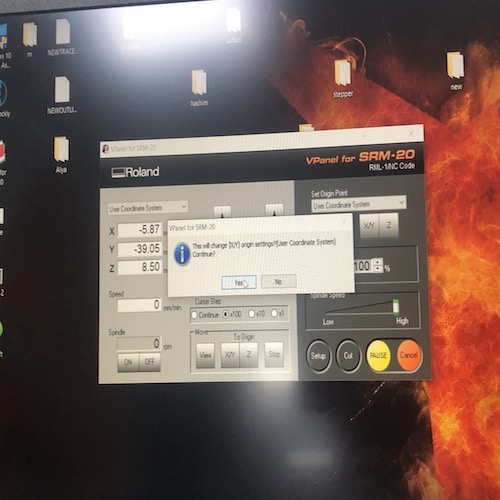 m
NEWTRACE...
select
hashim
stepper
new
NEWOUTLI...
Alya
VPanel for SRM-20
Roland
VPanel for SRM-20
RML-1/NC Code
User Coordinate System
X -5.87
Y -39.05
Z 8.50
Set Origin Point
User Coordinate System
X/Y Z
VPanel for SRM-20
This will change [X/Y] origin settings?(User Coordinate System)
Continue?
Yes No
100 %
Speed
0 mm/min
Cursor Step
Continue x100 x10 x1
Spindle Speed
Low High
Spindle
0 rpm
ON OFF
Move
To Origin
View X/Y Z Stop
Setup Cut PAUSE Cancel